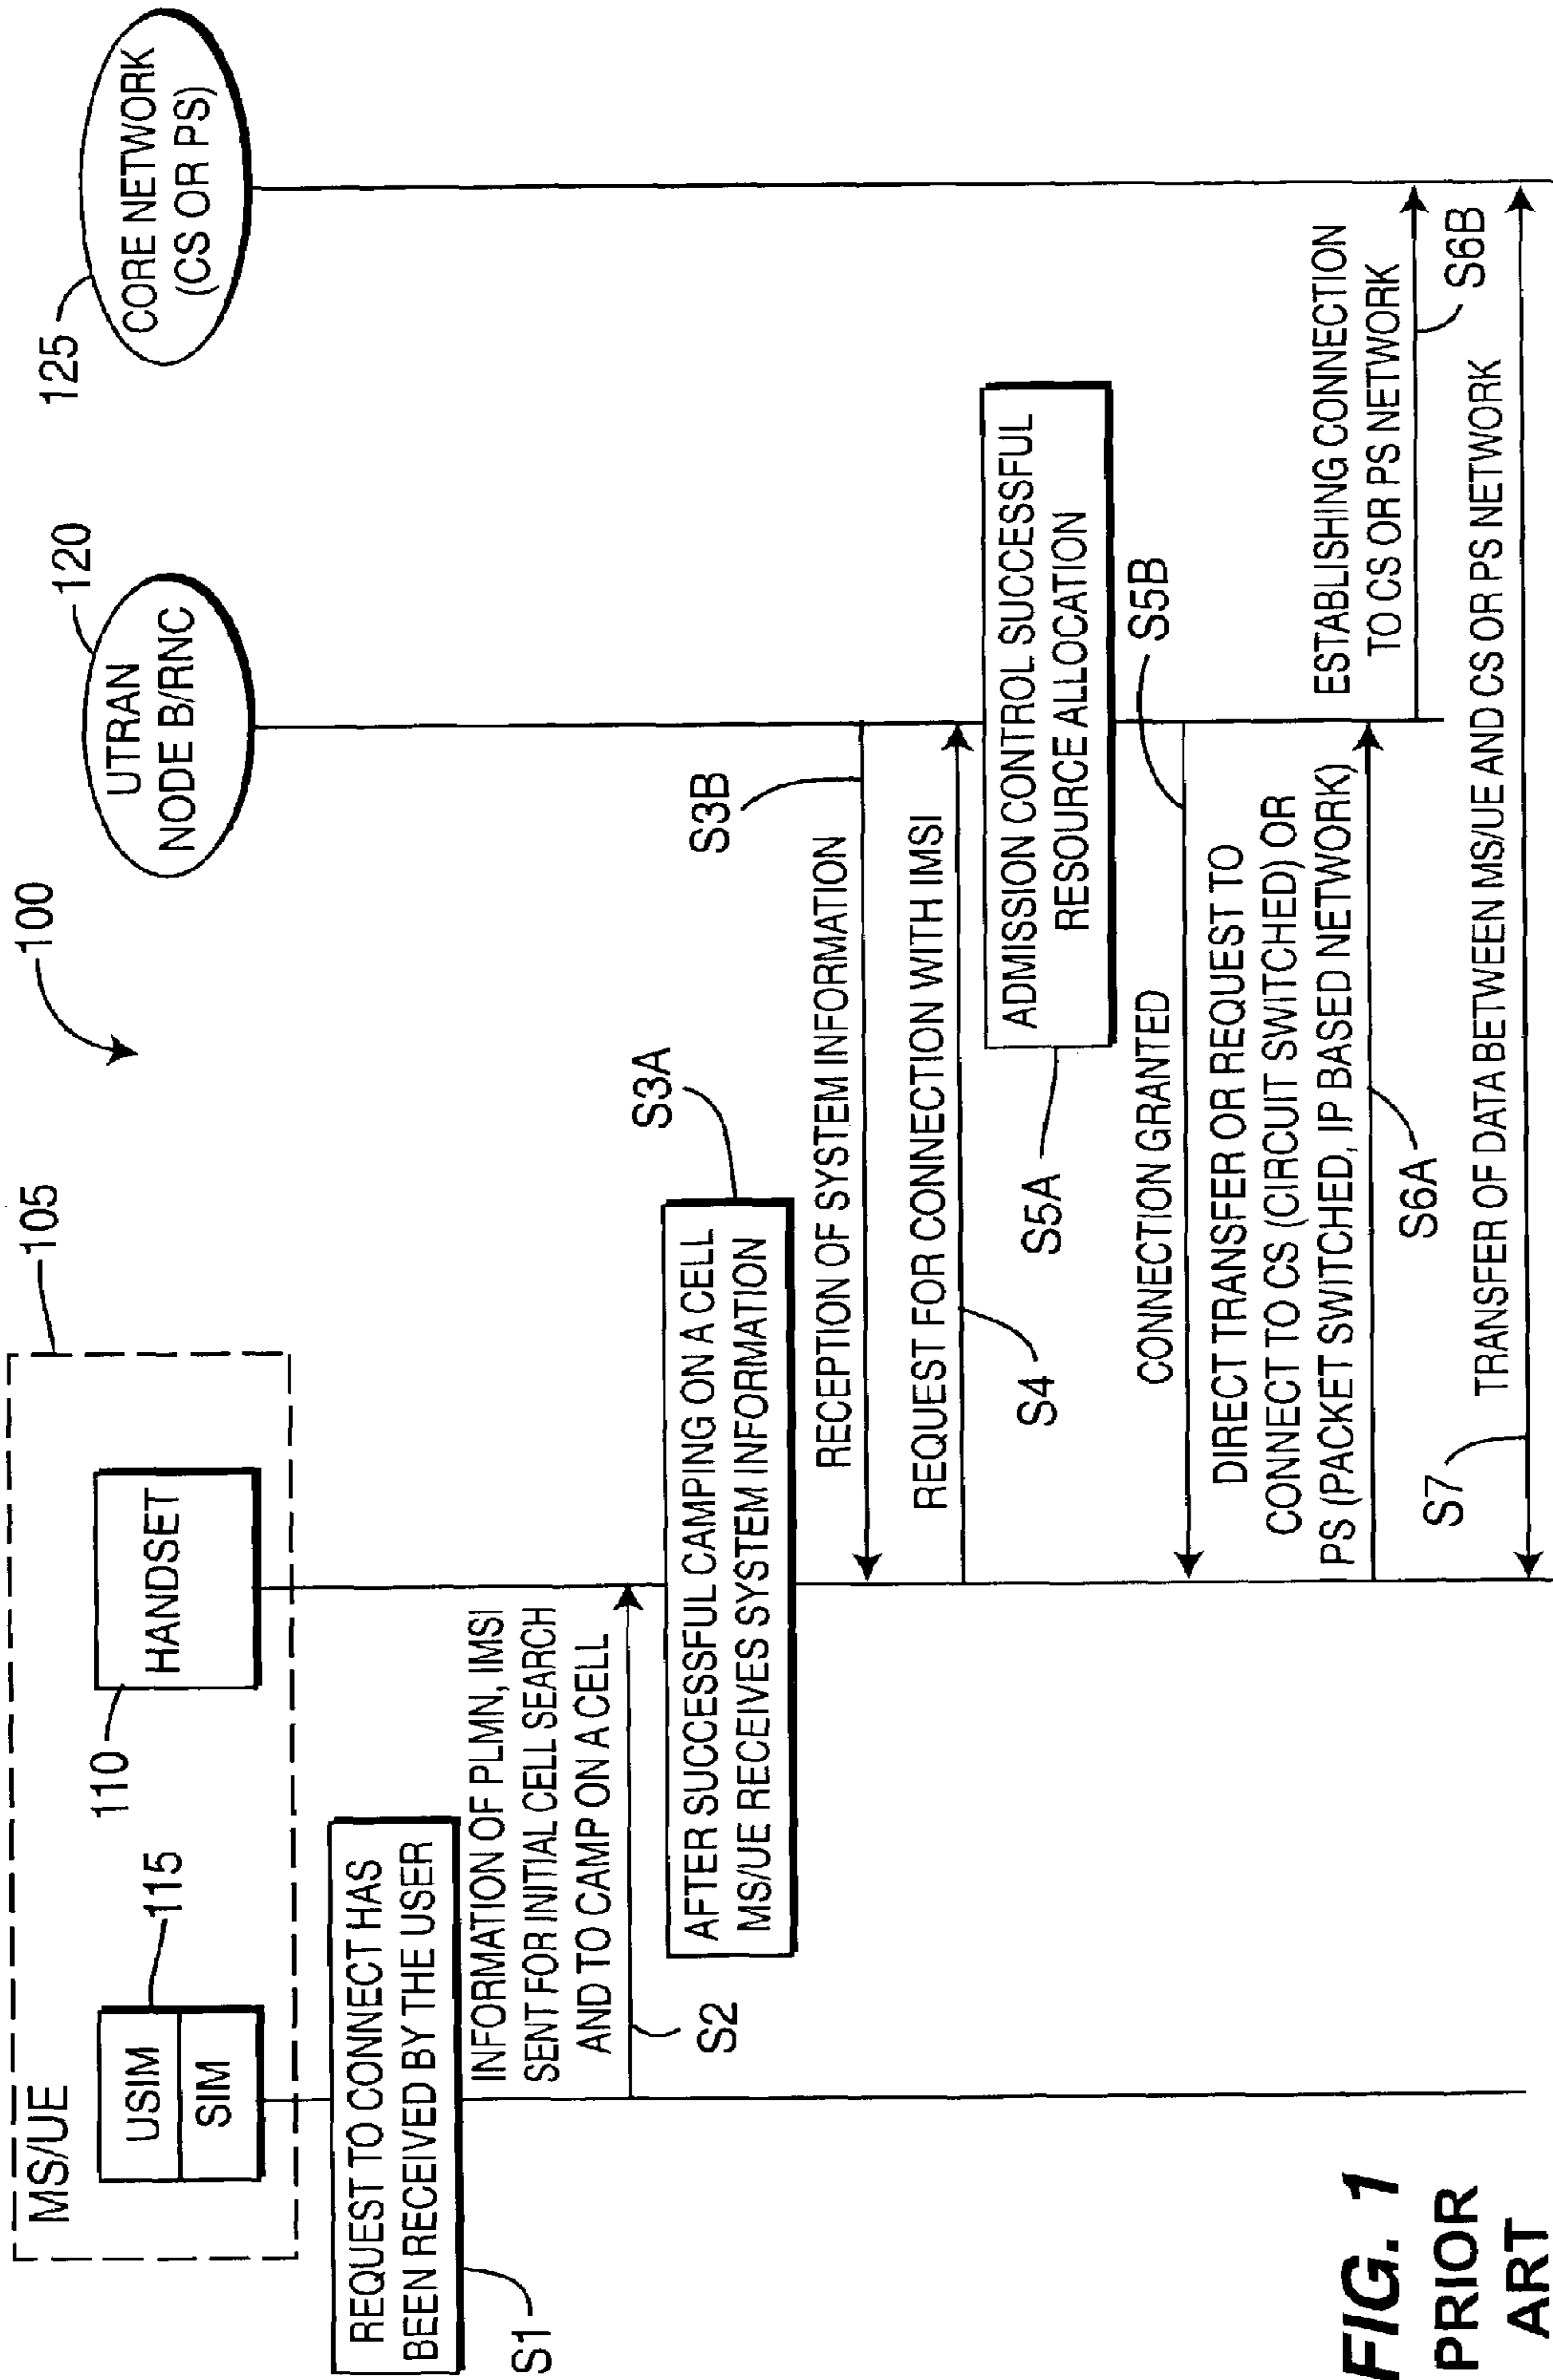 100
MS/UE
105
USIM
SIM
115
110
HANDSET
UTRAN
NODE B/RNC
120
125
CORE NETWORK
(CS OR PS)
REQUEST TO CONNECT HAS
BEEN RECEIVED BY THE USER
S1
INFORMATION OF PLMN, IMSI
SENT FOR INITIAL CELL SEARCH
AND TO CAMP ON A CELL
S2
AFTER SUCCESSFUL CAMPING ON A CELL
MS/UE RECEIVES SYSTEM INFORMATION
S3A
RECEPTION OF SYSTEM INFORMATION
S3B
REQUEST FOR CONNECTION WITH IMSI
S4
ADMISSION CONTROL SUCCESSFUL
RESOURCE ALLOCATION
S5A
CONNECTION GRANTED
S5B
DIRECT TRANSFER OR REQUEST TO
CONNECT TO CS (CIRCUIT SWITCHED) OR
PS (PACKET SWITCHED, IP BASED NETWORK)
S6A
ESTABLISHING CONNECTION
TO CS OR PS NETWORK
S6B
S7
TRANSFER OF DATA BETWEEN MS/UE AND CS OR PS NETWORK
FIG. 1
PRIOR
ART